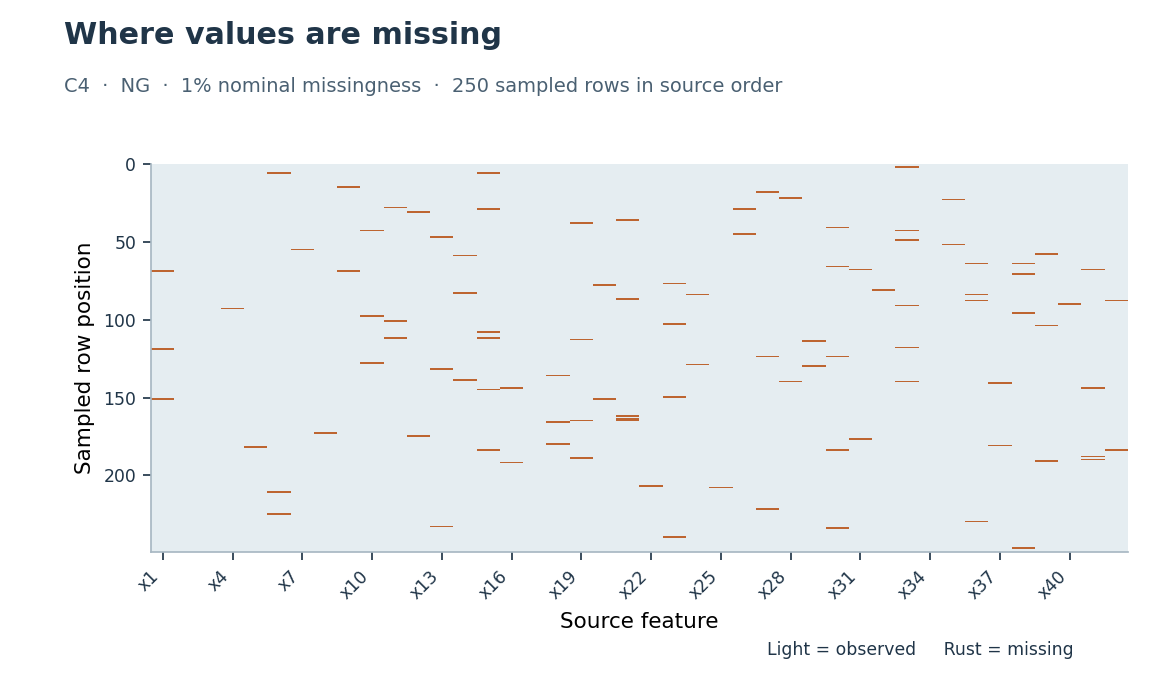 Where values are missing
C4 · NG · 1% nominal missingness · 250 sampled rows in source order
0
50
100
150
200
Sampled row position
x1
x4
x7
x10
x13
x16
x19
x22
x25
x28
x31
x34
x37
x40
Source feature
Light = observed Rust = missing